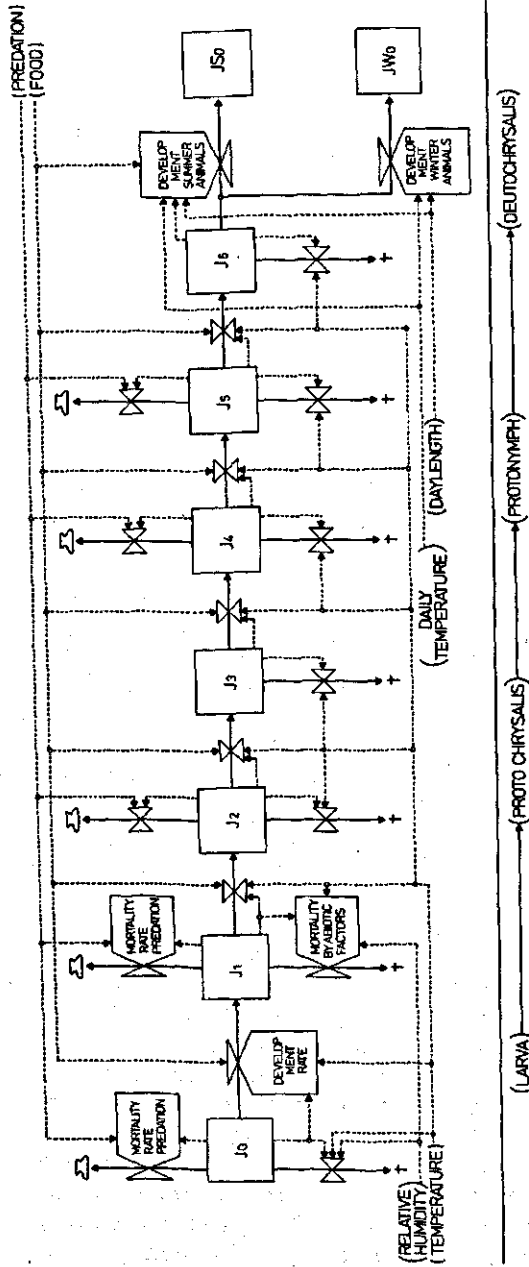 (PREDATION)
(FOOD)
MORTALITY
RATE
PREDATION
J0
DEVELOP
MENT
RATE
MORTALITY
RATE
PREDATION
J1
MORTALITY
BY ABIOTIC
FACTORS
J2
J3
J4
J5
J6
DEVELOP
MENT
SUMMER
ANIMALS
JS0
DEVELOP
MENT
WINTER
ANIMALS
JW0
(RELATIVE
HUMIDITY)
(TEMPERATURE)
DAILY
(TEMPERATURE)
(DAYLENGTH)
(LARVA)
(PROTO CHRYSALIS)
(PROTONYMPH)
(DEUTOCHRYSALIS)